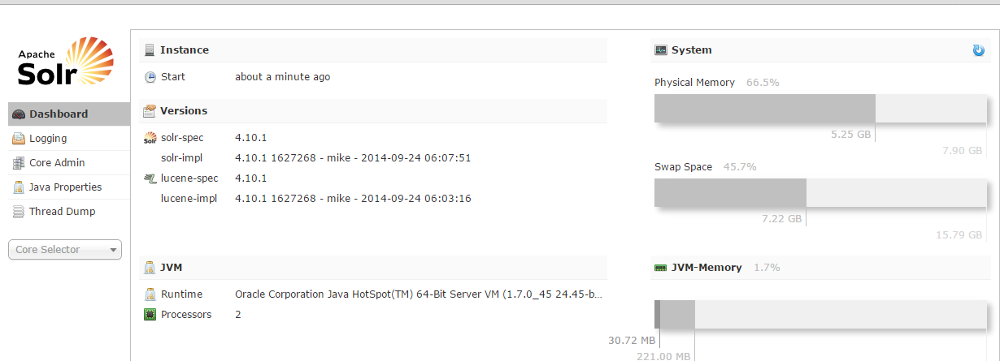 Apache
Solr
Dashboard
Logging
Core Admin
Java Properties
Thread Dump
Core Selector
Instance
Start about a minute ago
Versions
solr-spec 4.10.1
solr-impl 4.10.1 1627268 - mike - 2014-09-24 06:07:51
lucene-spec 4.10.1
lucene-impl 4.10.1 1627268 - mike - 2014-09-24 06:03:16
JVM
Runtime Oracle Corporation Java HotSpot(TM) 64-Bit Server VM (1.7.0_45 24.45-b...
Processors 2
System
Physical Memory 66.5%
5.25 GB
7.90 GB
Swap Space 45.7%
7.22 GB
15.79 GB
JVM-Memory 1.7%
30.72 MB
221.00 MB